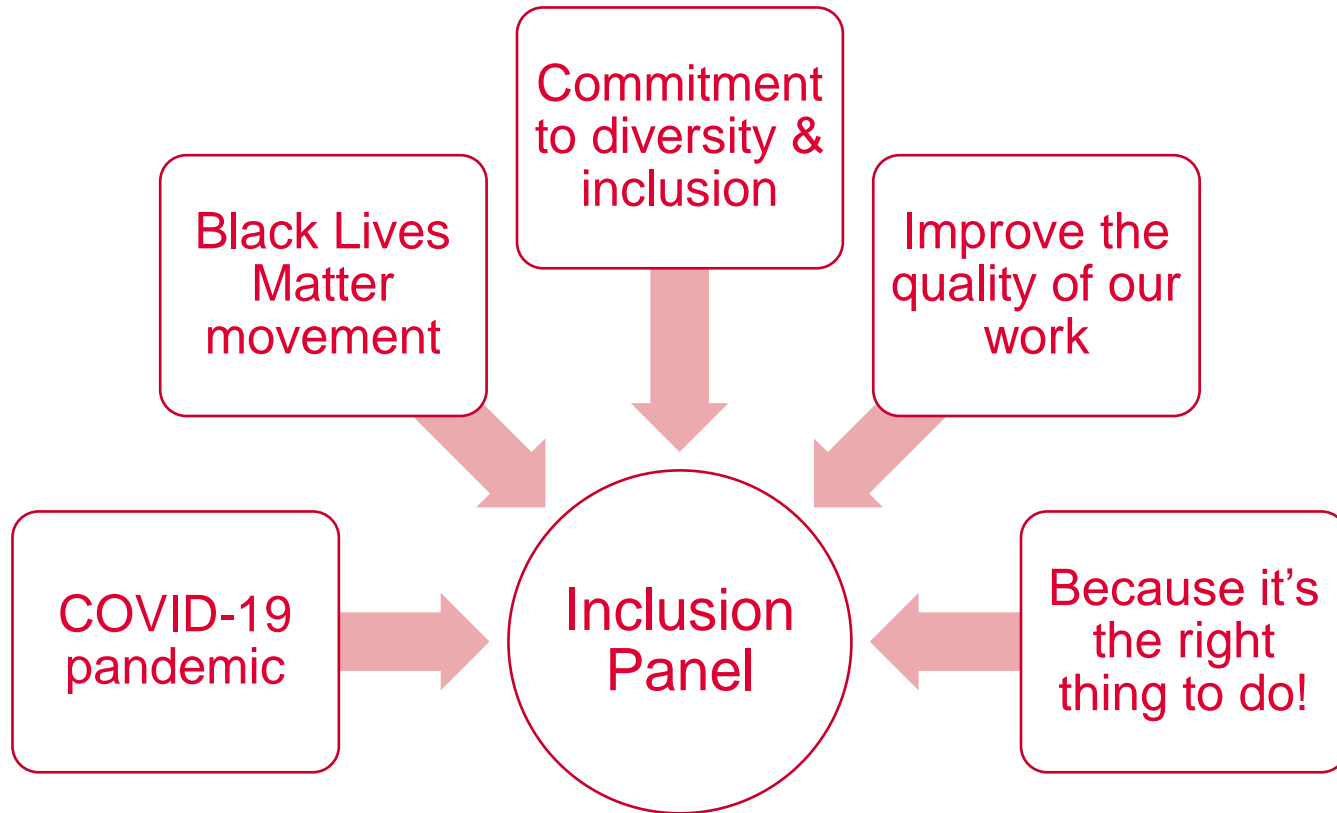 COVID-19
pandemic
Black Lives
Matter
movement
Commitment
to diversity &
inclusion
Improve the
quality of our
work
Because it’s
the right
thing to do!
Inclusion
Panel